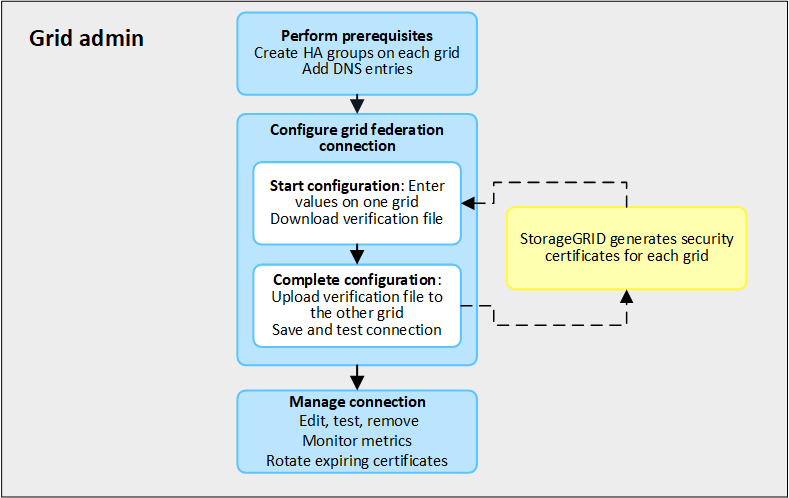 Grid admin
Perform prerequisites
Create HA groups on each grid
Add DNS entries
Configure grid federation
connection
Start configuration: Enter
values on one grid
Download verification file
StorageGRID generates security
certificates for each grid
Complete configuration:
Upload verification file to
the other grid
Save and test connection
Manage connection
Edit, test, remove
Monitor metrics
Rotate expiring certificates